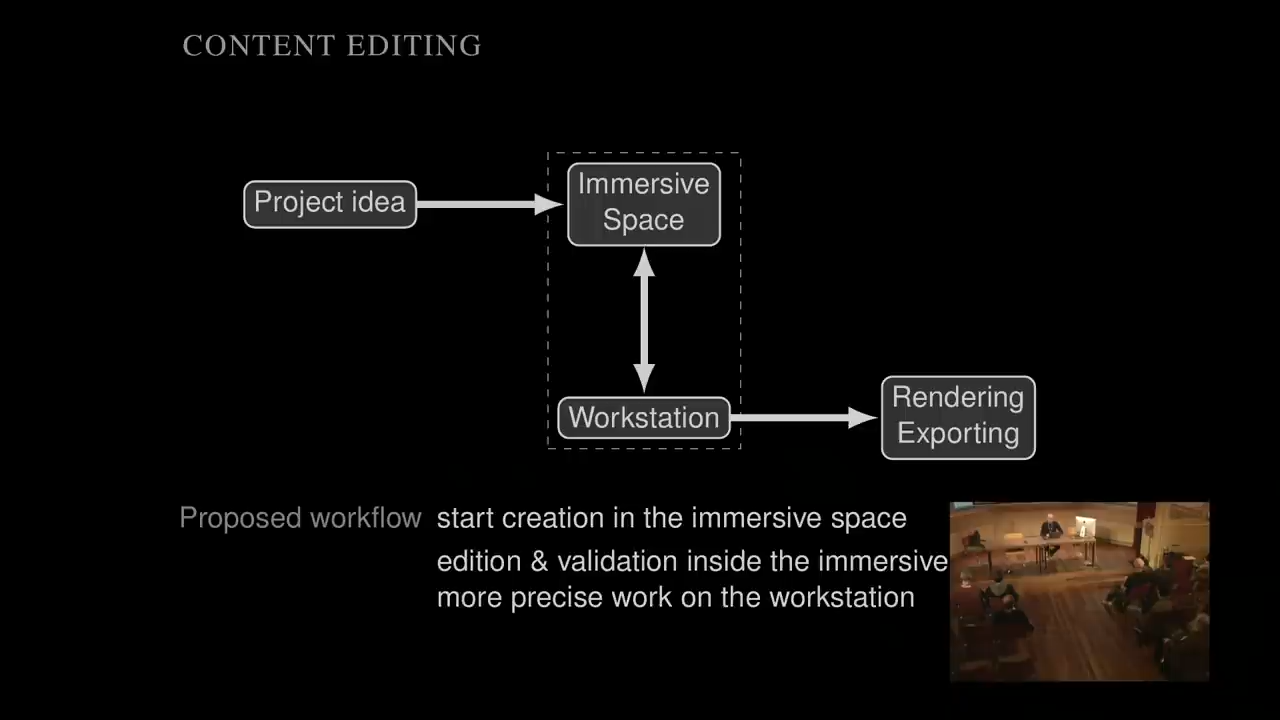 CONTENT EDITING
Project idea
Immersive
Space
Workstation
Rendering
Exporting
Proposed workflow start creation in the immersive space
edition & validation inside the immersive
more precise work on the workstation